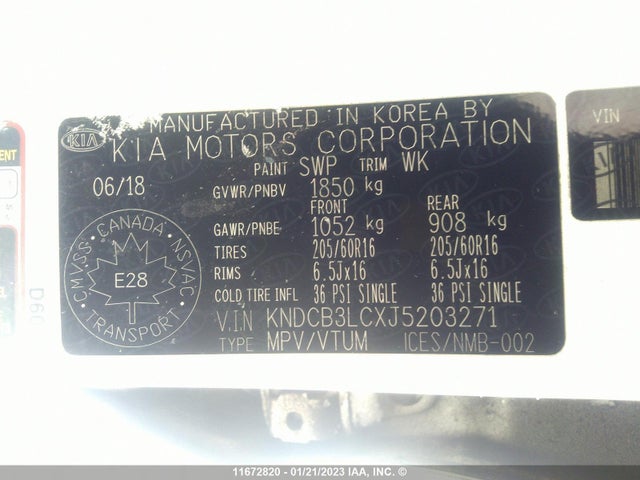 MANUFACTURED IN KOREA BY
KIA KIA MOTORS CORPORATION
PAINT SWP TRIM WK
06/18 GVWR/PNBV 1850 kg
FRONT REAR
GAWR/PNBE 1052 kg 908 kg
TIRES 205/60R16 205/60R16
RIMS 6.5Jx16 6.5Jx16
COLD TIRE INFL 36 PSI SINGLE 36 PSI SINGLE
V.I.N KNDCB3LCXJ5203271
TYPE MPV/VTUM ICES/NMB-002
CANADA
CMVSS NSVAC
E28
TRANSPORT
VIN
D60
11672820 - 01/21/2023 IAA, INC. ©